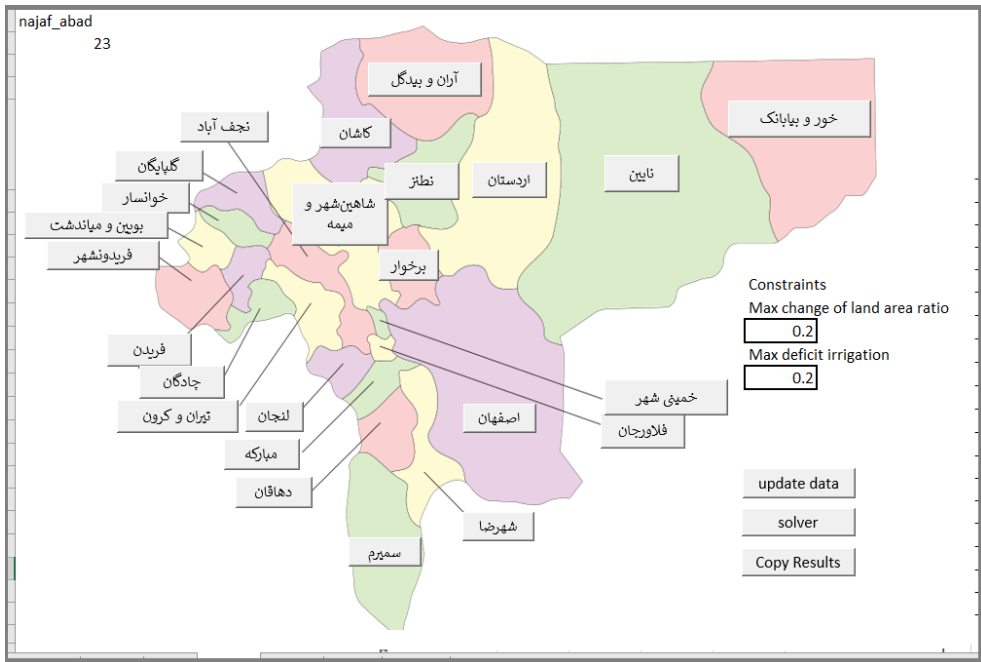 najaf_abad
23
آران و بیدگل
خور و بیابانک
نجف آباد
کاشان
گلپایگان
نطنز
اردستان
نایین
خوانسار
شاهین‌شهر و
میمه
بویین و میاندشت
فریدونشهر
برخوار
Constraints
Max change of land area ratio
0.2
Max deficit irrigation
0.2
فریدن
چادگان
تیران و کرون
لنجان
خمینی شهر
اصفهان
فلاورجان
مبارکه
دهاقان
شهرضا
سمیرم
update data
solver
Copy Results